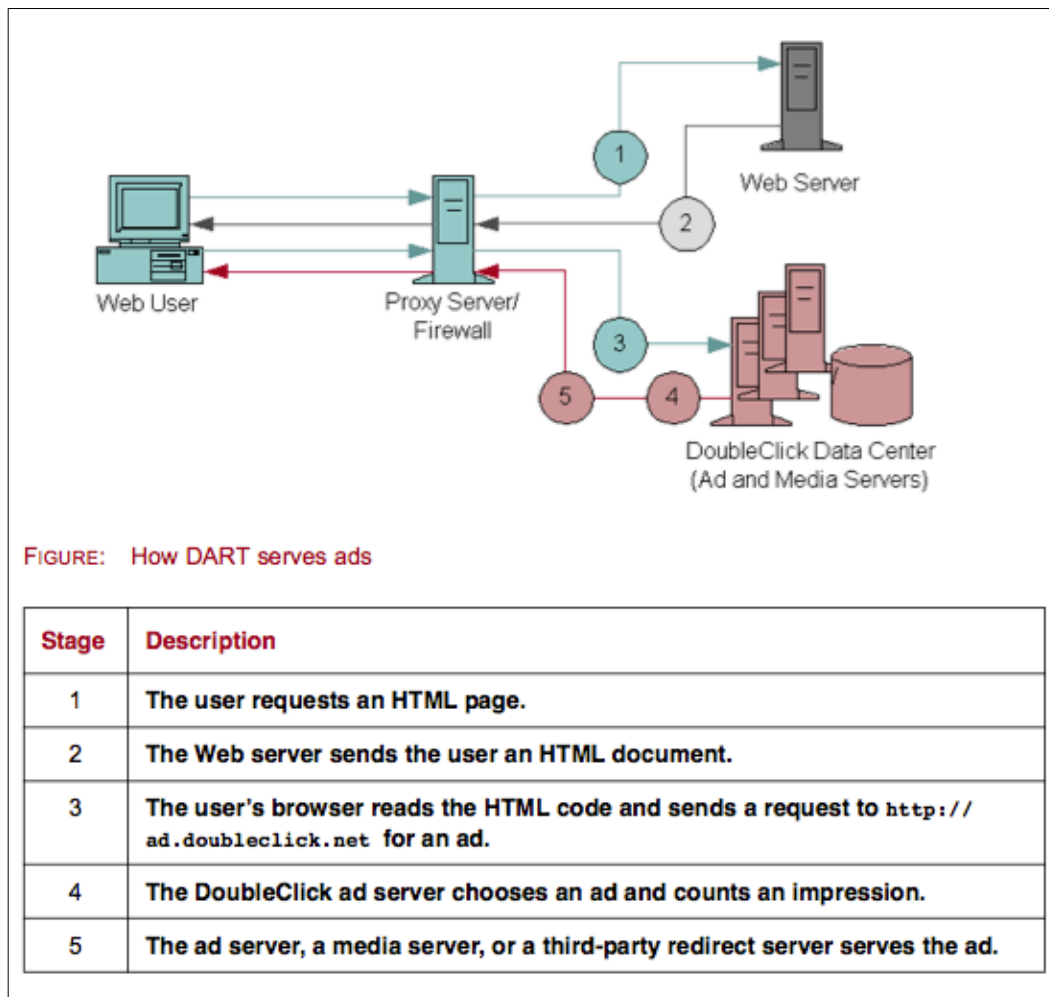 1
Web Server
2
Web User
Proxy Server/
Firewall
3
5
4
DoubleClick Data Center
(Ad and Media Servers)
FIGURE: How DART serves ads
Stage Description
1 The user requests an HTML page.
2 The Web server sends the user an HTML document.
3 The user's browser reads the HTML code and sends a request to http://
ad.doubleclick.net for an ad.
4 The DoubleClick ad server chooses an ad and counts an impression.
5 The ad server, a media server, or a third-party redirect server serves the ad.